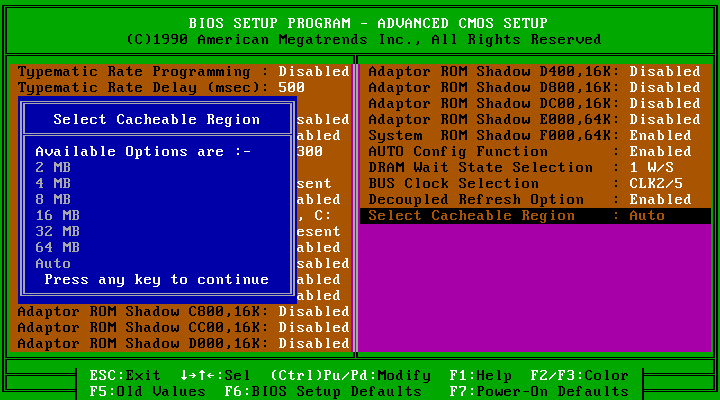 BIOS SETUP PROGRAM - ADVANCED CMOS SETUP
(C)1990 American Megatrends Inc., All Rights Reserved
Typematic Rate Programming : Disabled
Typematic Rate Delay (msec): 500
sabled
abled
300
sent
abled
, C:
esent
abled
sabled
abled
abled
Adaptor ROM Shadow C800,16K: Disabled
Adaptor ROM Shadow CC00,16K: Disabled
Adaptor ROM Shadow D000,16K: Disabled
Select Cacheable Region
Available Options are :-
2 MB
4 MB
8 MB
16 MB
32 MB
64 MB
Auto
Press any key to continue
Adaptor ROM Shadow D400,16K: Disabled
Adaptor ROM Shadow D800,16K: Disabled
Adaptor ROM Shadow DC00,16K: Disabled
Adaptor ROM Shadow E000,64K: Disabled
System  ROM Shadow F000,64K: Enabled
AUTO Config Function       : Enabled
DRAM Wait State Selection  : 1 W/S
BUS Clock Selection        : CLK2/5
Decoupled Refresh Option   : Enabled
Select Cacheable Region    : Auto
ESC:Exit  ↓→↑←:Sel  (Ctrl)Pu/Pd:Modify  F1:Help  F2/F3:Color
F5:Old Values  F6:BIOS Setup Defaults   F7:Power-On Defaults